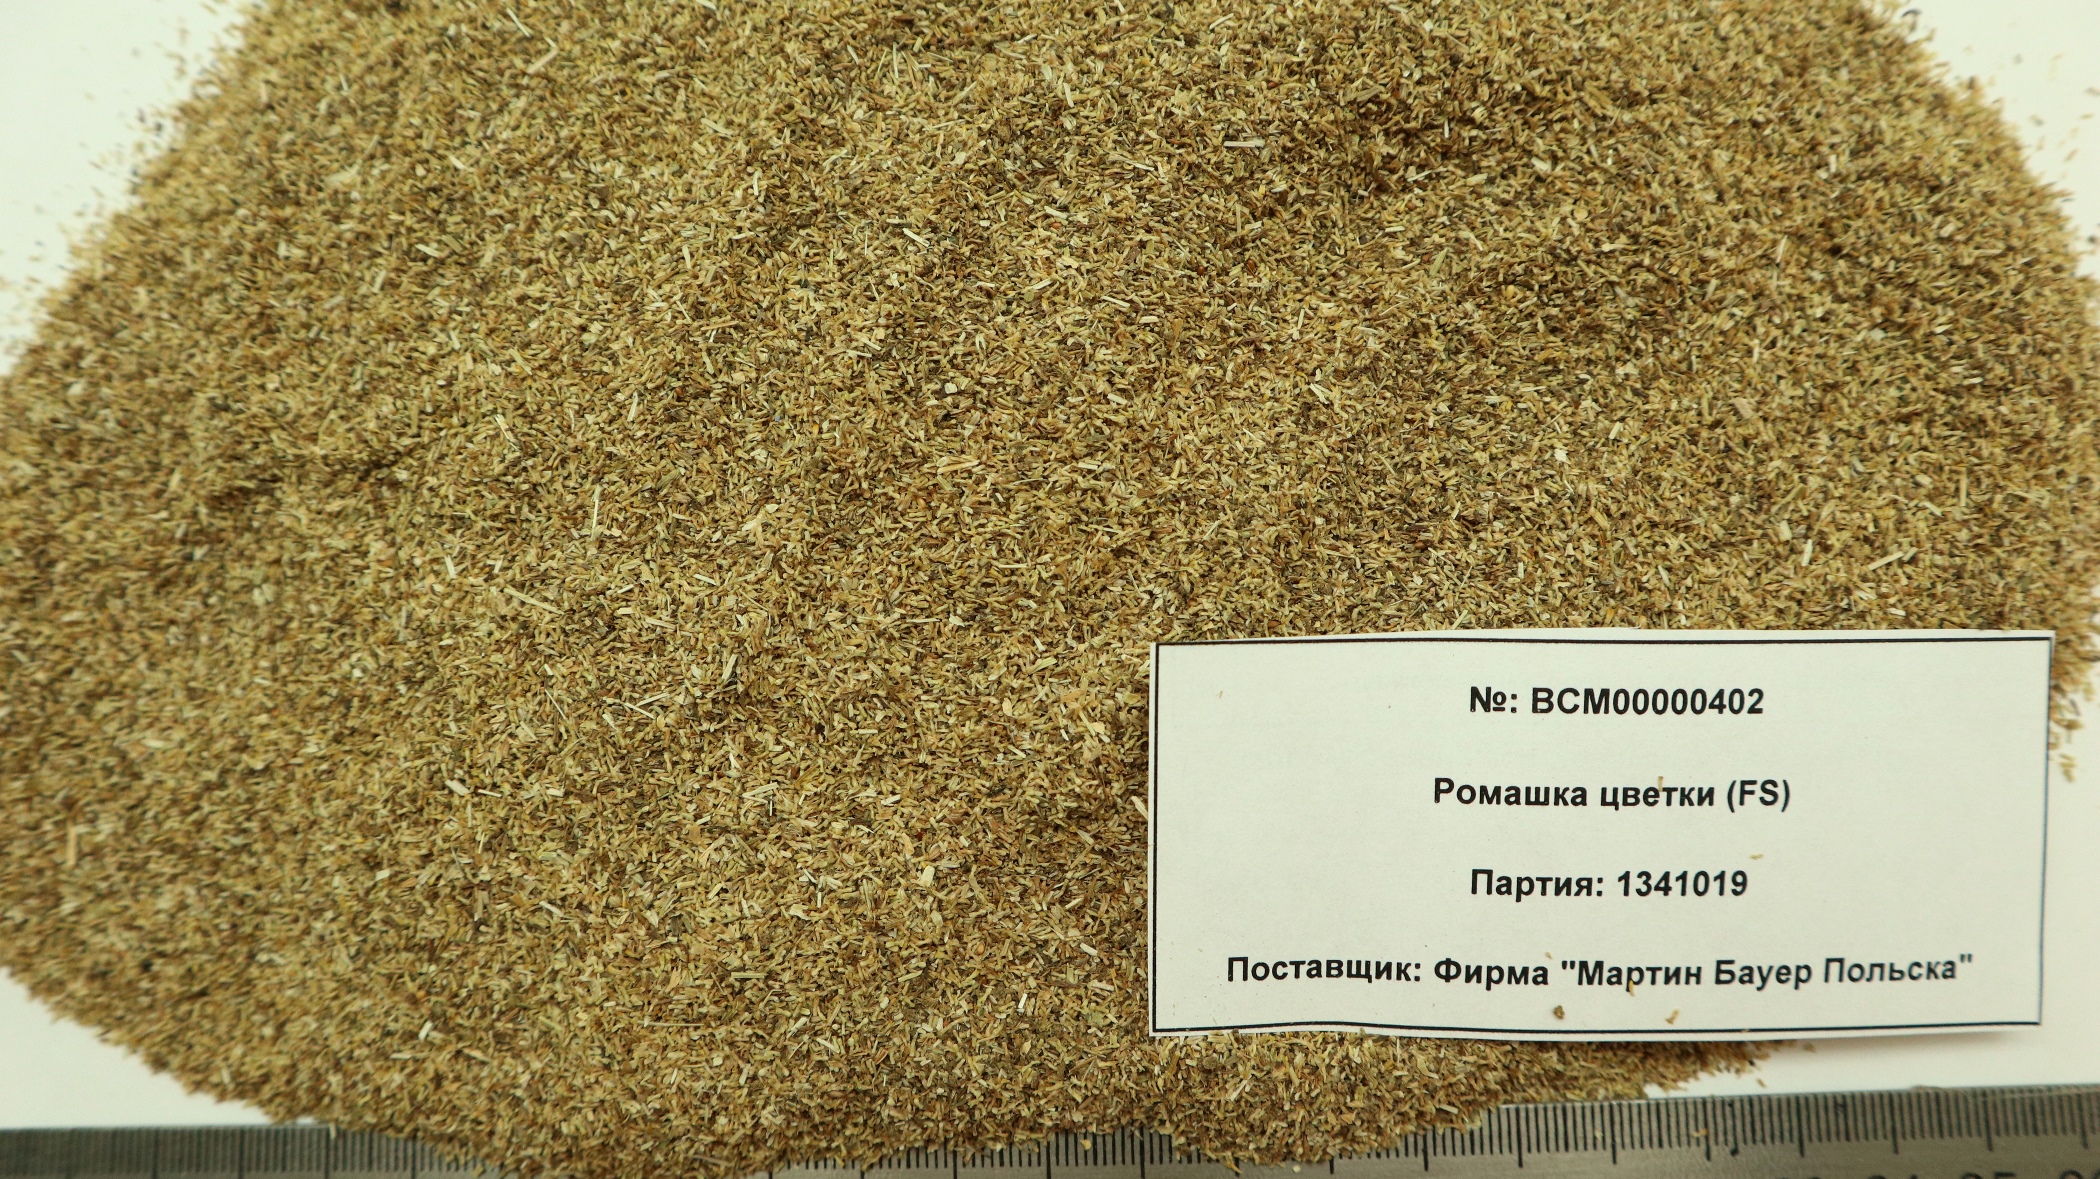 №: BCM00000402
Ромашка цветки (FS)
Партия: 1341019
Поставщик: Фирма "Мартин Бауер Польска"